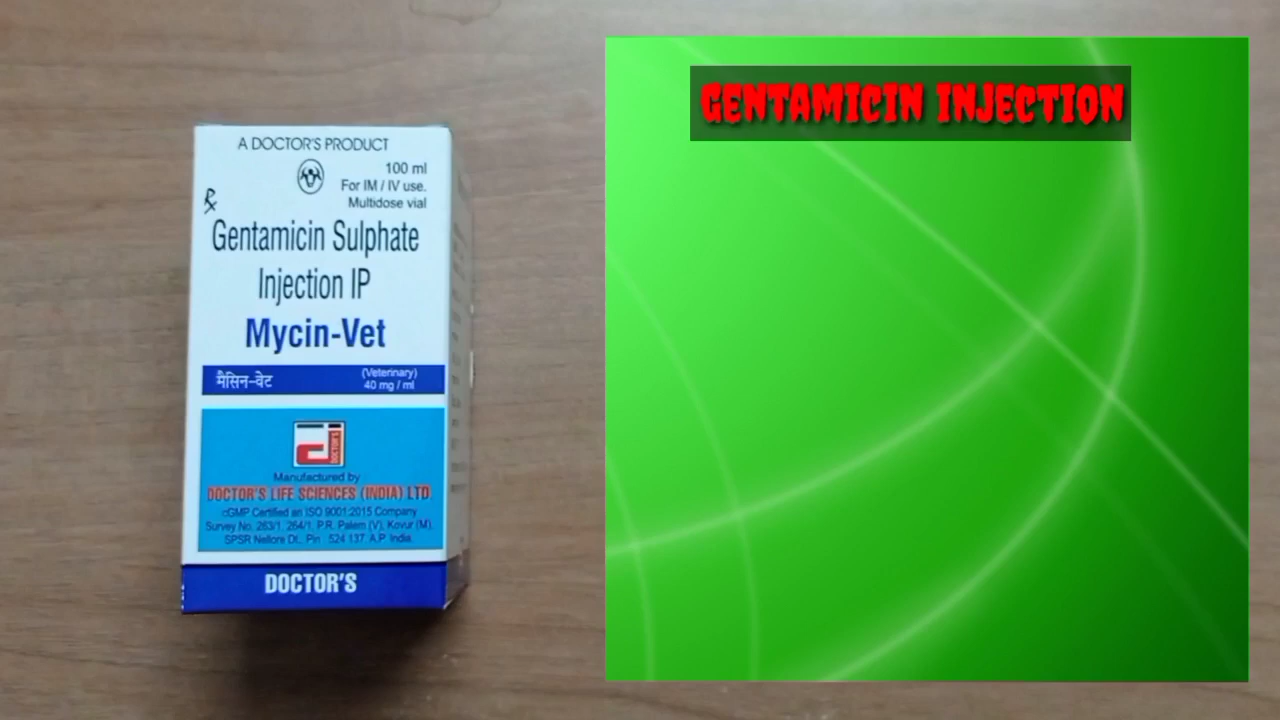 A DOCTOR'S PRODUCT
100 ml
For IM / IV use.
Multidose vial
Rx
Gentamicin Sulphate
Injection IP
Mycin-Vet
मैसिन-वेट
(Veterinary)
40 mg / ml
DOCTOR'S
Manufactured by
DOCTOR'S LIFE SCIENCES (INDIA) LTD.
cGMP Certified an ISO 9001:2015 Company
Survey No. 263/1, 264/1, P.R. Palem (V), Kovur (M),
SPSR Nellore Dt., Pin : 524 137. A.P. India.
DOCTOR'S
GENTAMICIN INJECTION